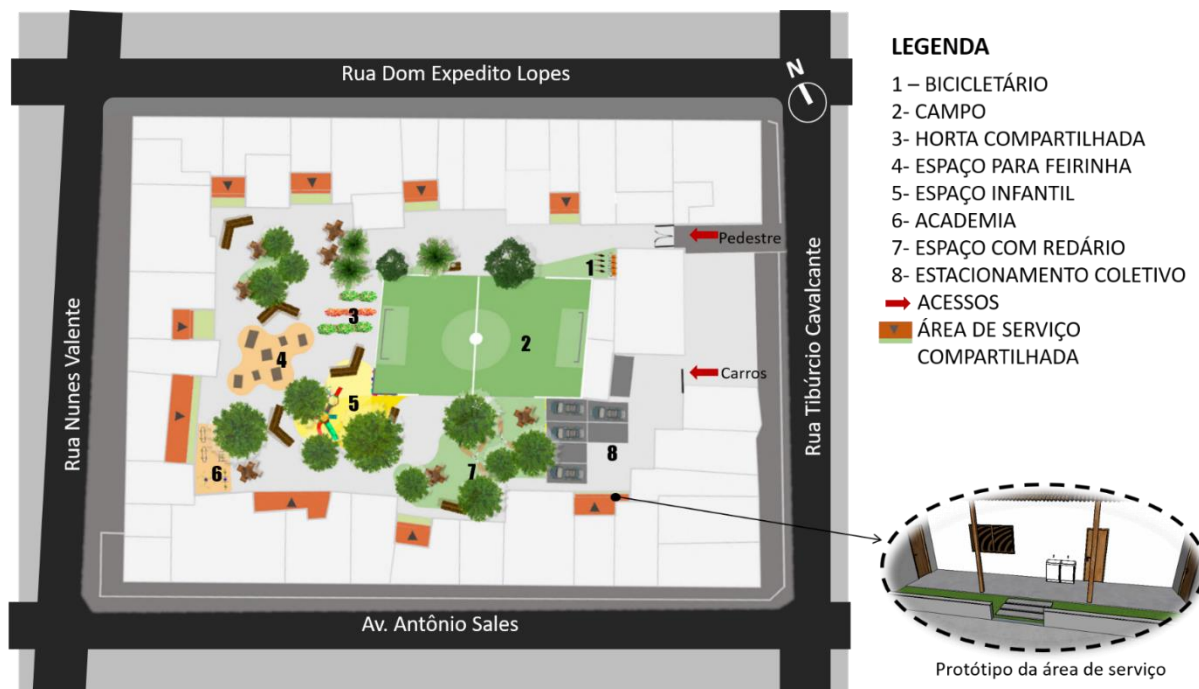 Rua Dom Expedito Lopes
N
Rua Nunes Valente
Rua Tibúrcio Cavalcante
Av. Antônio Sales
Pedestre
Carros
1
2
3
4
5
6
7
8
LEGENDA
1 – BICICLETÁRIO
2- CAMPO
3- HORTA COMPARTILHADA
4- ESPAÇO PARA FEIRINHA
5- ESPAÇO INFANTIL
6- ACADEMIA
7- ESPAÇO COM REDÁRIO
8- ESTACIONAMENTO COLETIVO
ACESSOS
ÁREA DE SERVIÇO
COMPARTILHADA
Protótipo da área de serviço